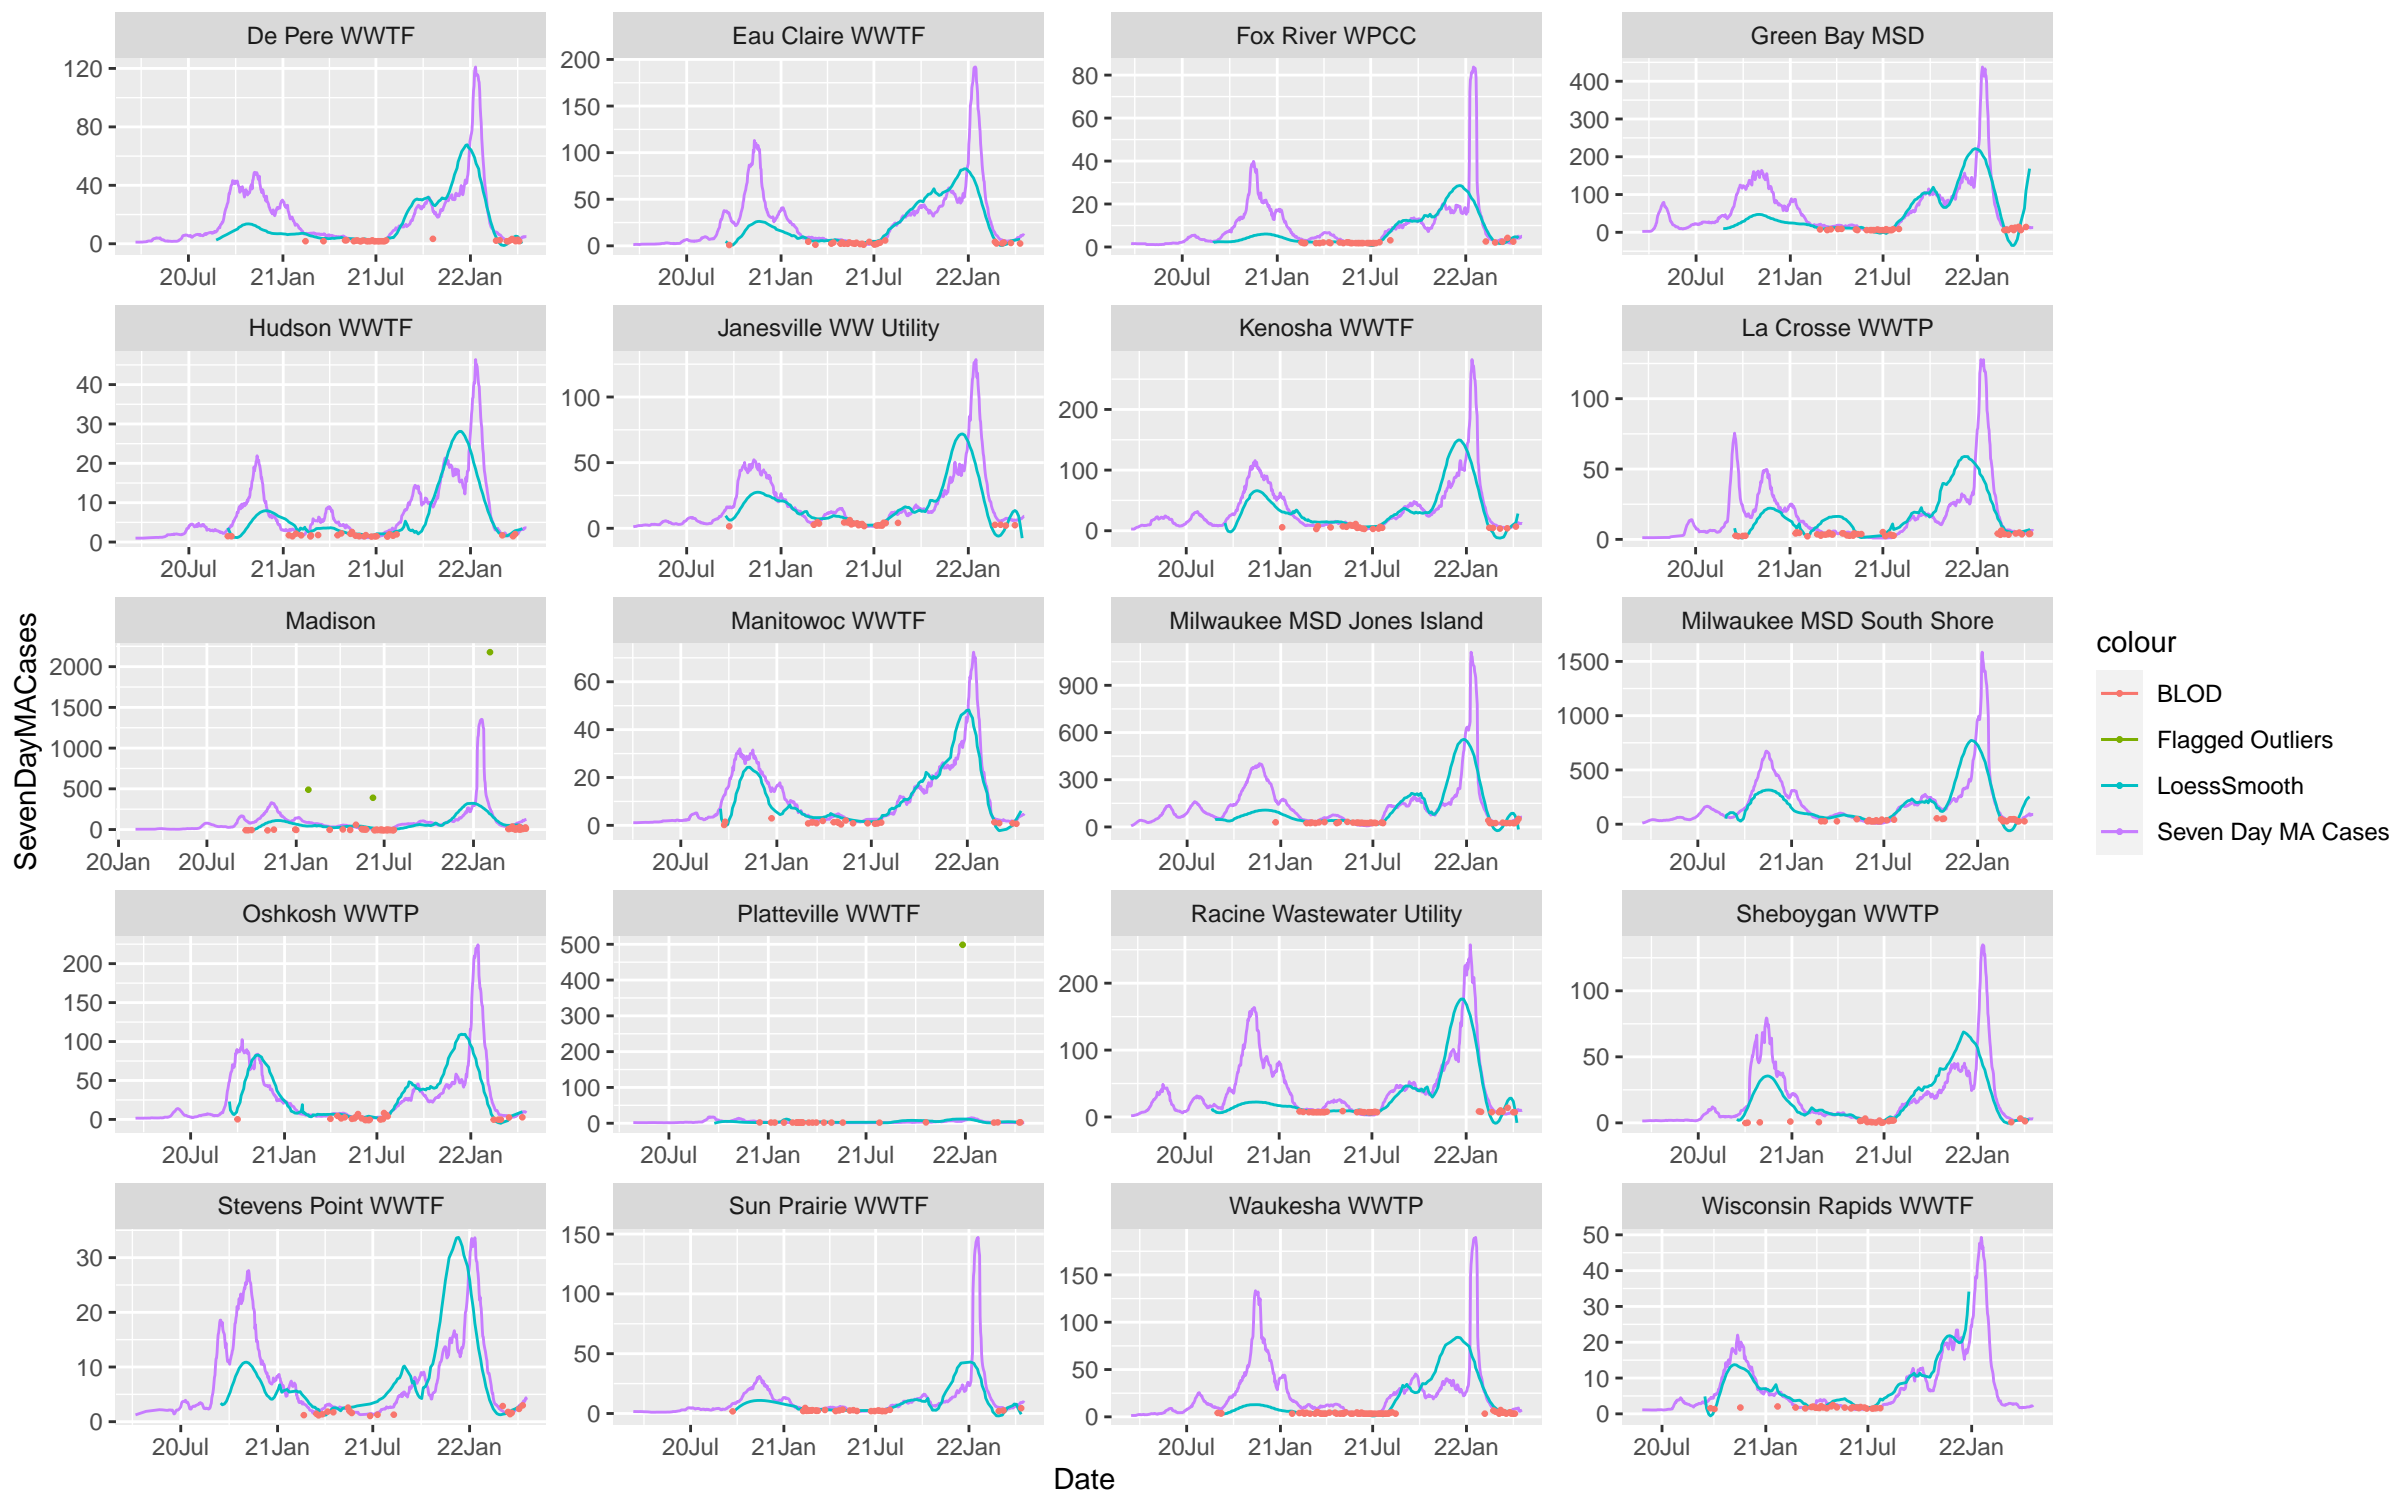 De Pere WWTF
Eau Claire WWTF
Fox River WPCC
Green Bay MSD
120
80
40
0
200
150
100
50
0
80
60
40
20
0
400
300
200
100
0
20Jul 21Jan 21Jul 22Jan
20Jul 21Jan 21Jul 22Jan
20Jul 21Jan 21Jul 22Jan
20Jul 21Jan 21Jul 22Jan
Hudson WWTF
Janesville WW Utility
Kenosha WWTF
La Crosse WWTP
40
30
20
10
0
100
50
0
200
100
0
100
50
0
20Jul 21Jan 21Jul 22Jan
20Jul 21Jan 21Jul 22Jan
20Jul 21Jan 21Jul 22Jan
20Jul 21Jan 21Jul 22Jan
SevenDayMACases
Madison
Manitowoc WWTF
Milwaukee MSD Jones Island
Milwaukee MSD South Shore
2000
1500
1000
500
0
60
40
20
0
900
600
300
0
1500
1000
500
0
20Jan 20Jul 21Jan 21Jul 22Jan
20Jul 21Jan 21Jul 22Jan
20Jul 21Jan 21Jul 22Jan
20Jul 21Jan 21Jul 22Jan
Oshkosh WWTP
Platteville WWTF
Racine Wastewater Utility
Sheboygan WWTP
200
150
100
50
0
500
400
300
200
100
0
200
100
0
100
50
0
20Jul 21Jan 21Jul 22Jan
20Jul 21Jan 21Jul 22Jan
20Jul 21Jan 21Jul 22Jan
20Jul 21Jan 21Jul 22Jan
Stevens Point WWTF
Sun Prairie WWTF
Waukesha WWTP
Wisconsin Rapids WWTF
30
20
10
0
150
100
50
0
150
100
50
0
50
40
30
20
10
0
20Jul 21Jan 21Jul 22Jan
20Jul 21Jan 21Jul 22Jan
20Jul 21Jan 21Jul 22Jan
20Jul 21Jan 21Jul 22Jan
Date
colour
BLOD
Flagged Outliers
LoessSmooth
Seven Day MA Cases